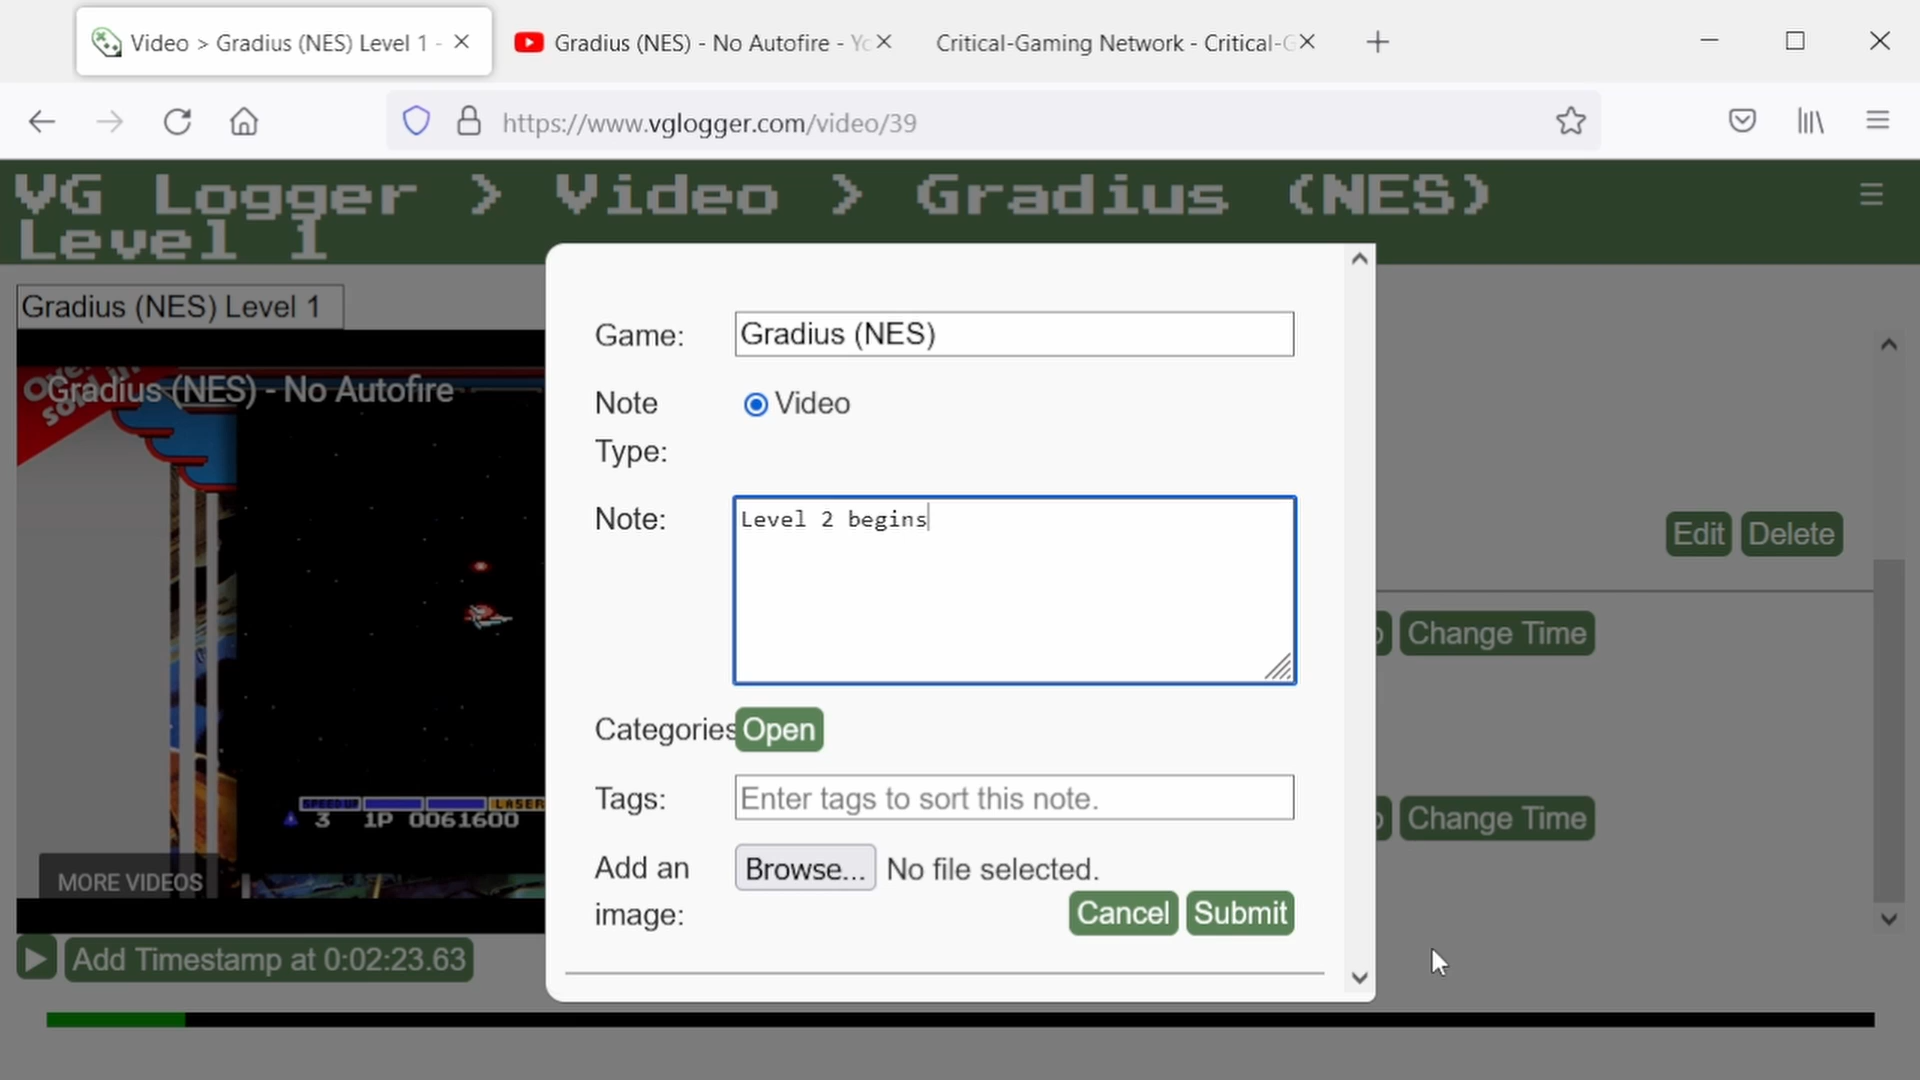 Video > Gradius (NES) Level 1 -
Gradius (NES) - No Autofire - Yo
Critical-Gaming Network - Critical-G
https://www.vglogger.com/video/39
VG Logger > Video > Gradius (NES)
Level 1
Gradius (NES) Level 1
Gradius (NES) - No Autofire
Game:
Gradius (NES)
Note
Type:
Video
Note:
Level 2 begins
Edit
Delete
Change Time
Categories
Open
Tags:
Enter tags to sort this note.
Change Time
SPEED UP
LASER
3 1P 0061600
Add an
image:
Browse...
No file selected.
MORE VIDEOS
Cancel
Submit
Add Timestamp at 0:02:23.63